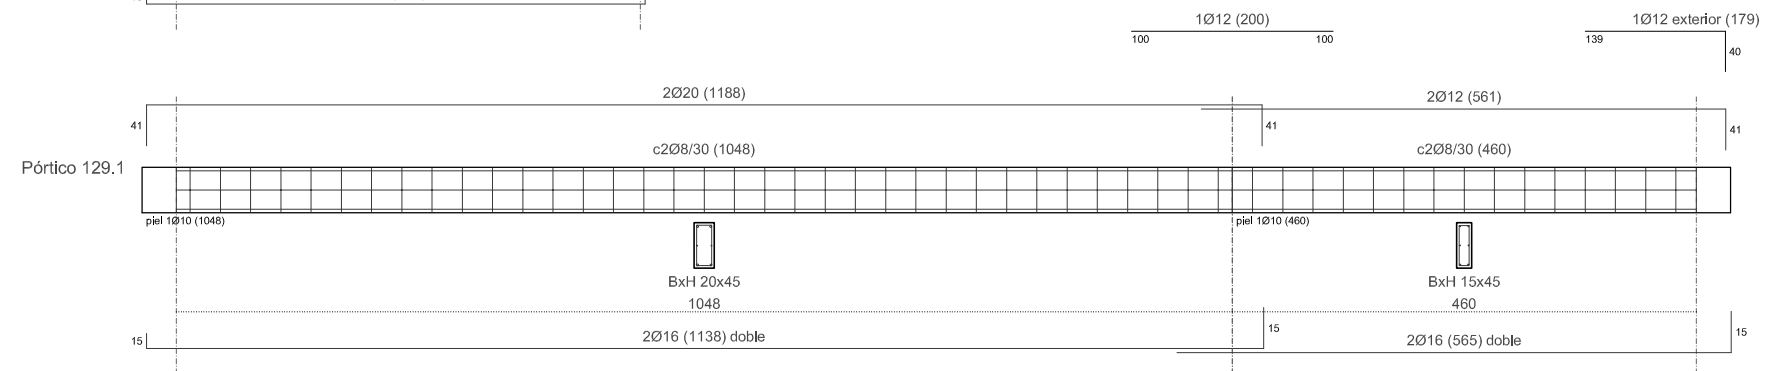 1Ø12 (200)
1Ø12 exterior (179)
100
100
139
40
2Ø20 (1188)
2Ø12 (561)
41
41
41
c2Ø8/30 (1048)
c2Ø8/30 (460)
Pórtico 129.1
piel 1Ø10 (1048)
piel 1Ø10 (460)
BxH 20x45
BxH 15x45
1048
460
15
2Ø16 (1138) doble
15
2Ø16 (565) doble
15